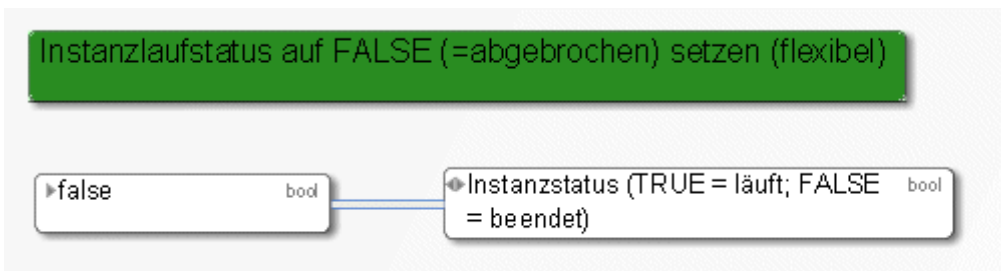 Instanzlaufstatus auf FALSE (=abgebrochen) setzen (flexibel)
false bool
Instanzstatus (TRUE = läuft; FALSE bool
= beendet)